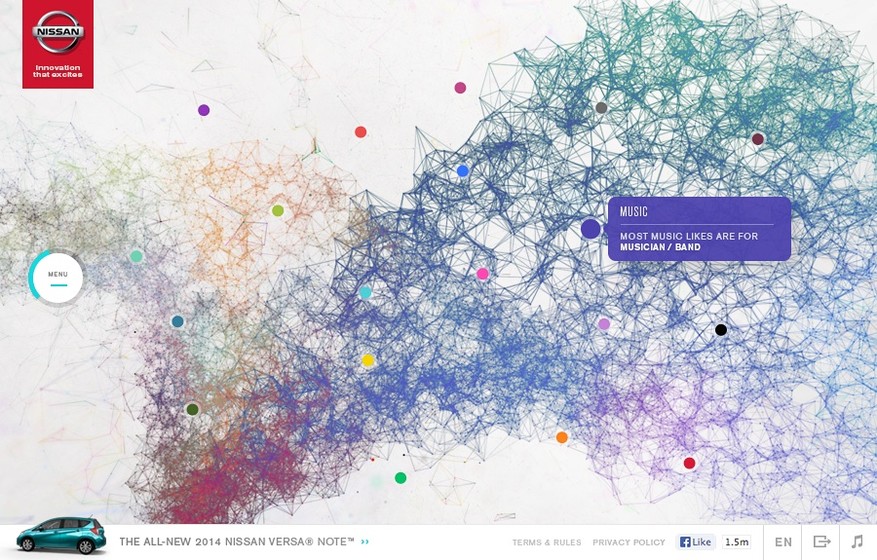 NISSAN
Innovation
that excites
MUSIC
MOST MUSIC LIKES ARE FOR
MUSICIAN / BAND
MENU
THE ALL-NEW 2014 NISSAN VERSA® NOTE™ ››
TERMS & RULES
PRIVACY POLICY
f Like
1.5m
EN